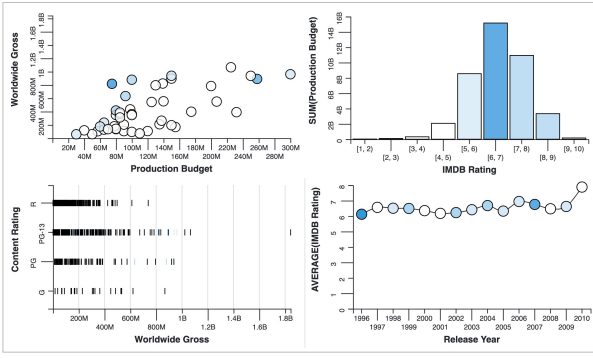 Worldwide Gross
1.8B
1.6B
1.2B
1B
800M
600M
400M
200M
20M 60M 100M 140M 180M 220M 260M 300M
40M 80M 120M 160M 200M 240M 280M
Production Budget
SUM(Production Budget)
16B
14B
12B
8B
6B
4B
2B
0
[1, 2) [3, 4) [5, 6) [7, 8) [9, 10)
[2, 3) [4, 5) [6, 7) [8, 9)
IMDB Rating
Content Rating
R
PG-13
PG
G
200M 600M 1B 1.4B 1.8B
400M 800M 1.2B 1.6B
Worldwide Gross
AVERAGE(IMDB Rating)
8
7
6
5
4
3
2
1
0
1996 1999 2000 2002 2004 2006 2008 2010
1997 1999 2001 2003 2005 2007 2009
Release Year